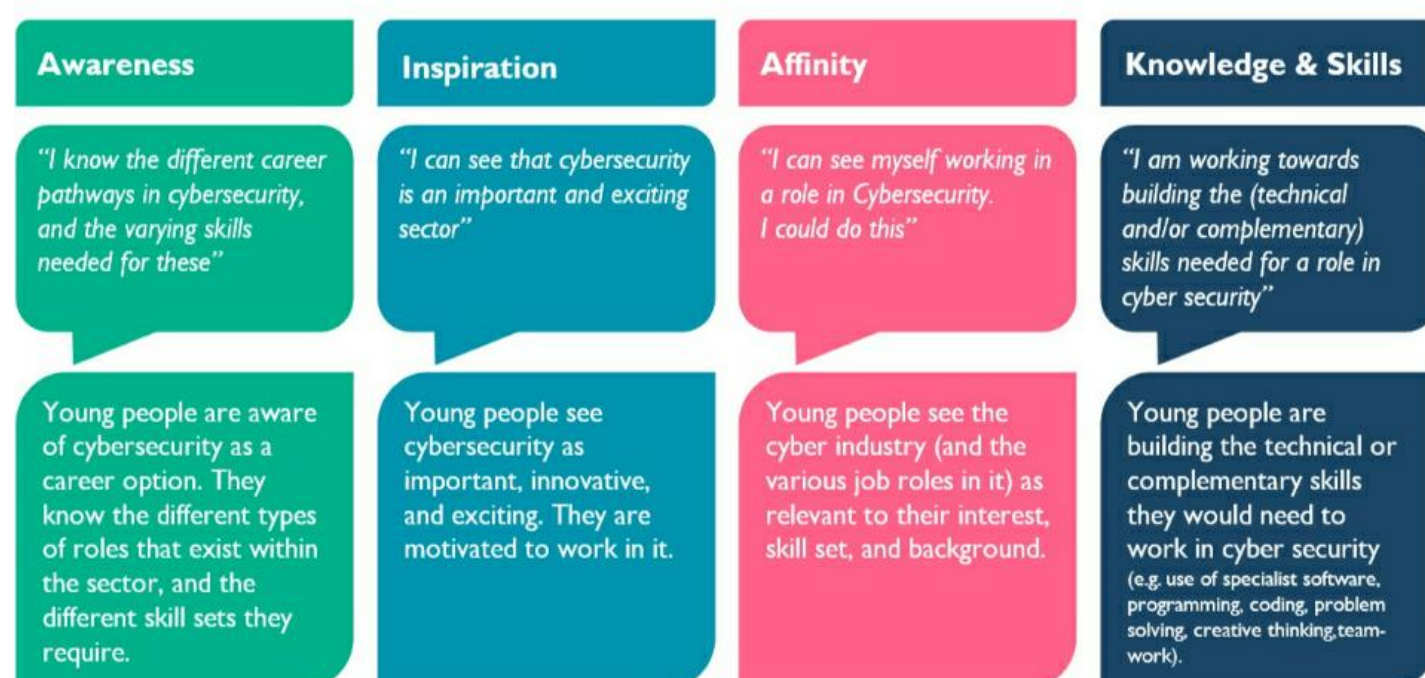 Awareness
"I know the different career
pathways in cybersecurity,
and the varying skills
needed for these"
Young people are aware
of cybersecurity as a
career option. They
know the different types
of roles that exist within
the sector, and the
different skill sets they
require.
Inspiration
"I can see that cybersecurity
is an important and exciting
sector"
Young people see
cybersecurity as
important, innovative,
and exciting. They are
motivated to work in it.
Affinity
"I can see myself working in
a role in Cybersecurity.
I could do this"
Young people see the
cyber industry (and the
various job roles in it) as
relevant to their interest,
skill set, and background.
Knowledge & Skills
"I am working towards
building the (technical
and/or complementary)
skills needed for a role in
cyber security"
Young people are
building the technical or
complementary skills
they would need to
work in cyber security
(e.g. use of specialist software,
programming, coding, problem
solving, creative thinking,team-
work).